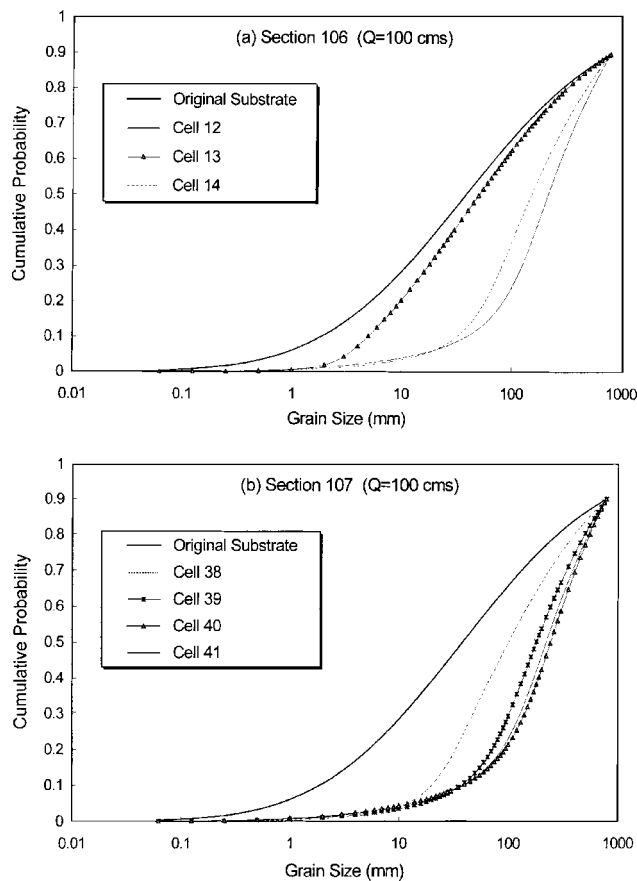 (a) Section 106 (Q=100 cms)
Cumulative Probability
1
0.9
0.8
0.7
0.6
0.5
0.4
0.3
0.2
0.1
0
Original Substrate
Cell 12
Cell 13
Cell 14
0.01 0.1 1 10 100 1000
Grain Size (mm)
(b) Section 107 (Q=100 cms)
Cumulative Probability
1
0.9
0.8
0.7
0.6
0.5
0.4
0.3
0.2
0.1
0
Original Substrate
Cell 38
Cell 39
Cell 40
Cell 41
0.01 0.1 1 10 100 1000
Grain Size (mm)